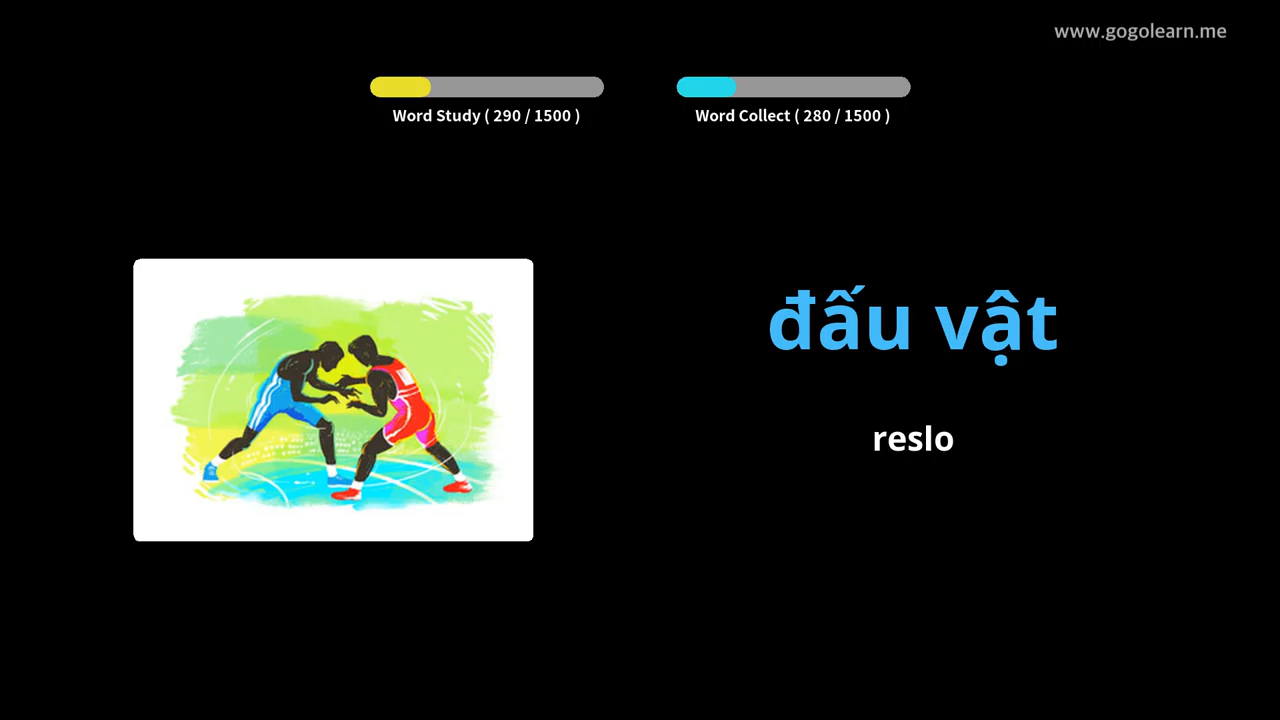 www.gogolearn.me
Word Study ( 290 / 1500 )
Word Collect ( 280 / 1500 )
đấu vật
reslo